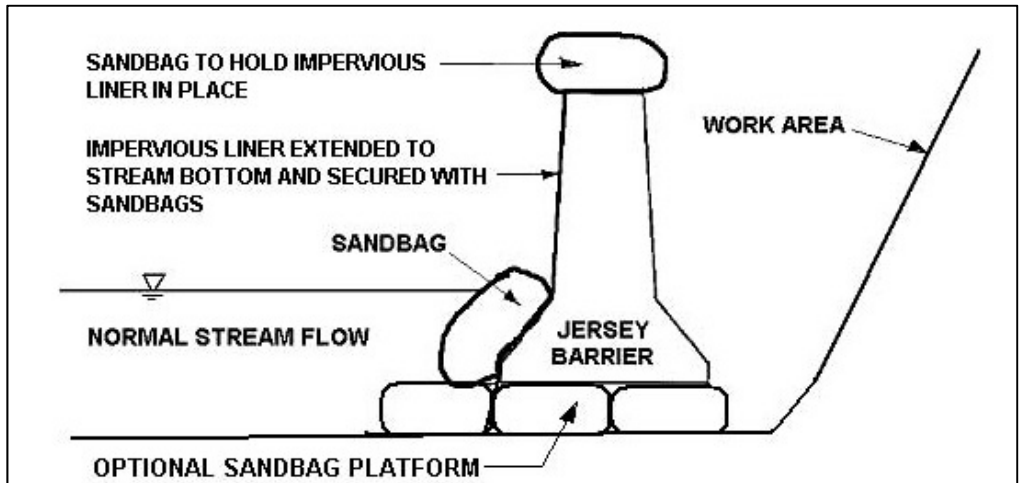 SANDBAG TO HOLD IMPERVIOUS
LINER IN PLACE
WORK AREA
IMPERVIOUS LINER EXTENDED TO
STREAM BOTTOM AND SECURED WITH
SANDBAGS
SANDBAG
NORMAL STREAM FLOW
JERSEY
BARRIER
OPTIONAL SANDBAG PLATFORM